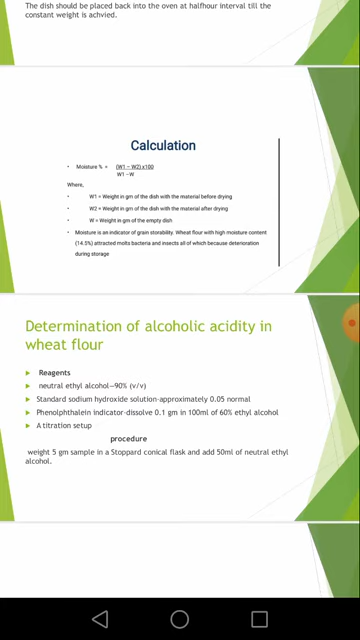 The dish should be placed back into the oven at halfhour interval till the
constant weight is achvied.
Calculation
• Moisture % = (W1 – W2) x100
W1 –W
Where,
• W1 = Weight in gm of the dish with the material before drying
• W2 = Weight in gm of the dish with the material after drying
• W = Weight in gm of the empty dish
• Moisture is an indicator of grain storability. Wheat flour with high moisture content
(14.5%) attracted molts bacteria and insects all of which because deterioration
during storage
Determination of alcoholic acidity in
wheat flour
Reagents
neutral ethyl alcohol—90% (v/v)
Standard sodium hydroxide solution-approximately 0.05 normal
Phenolphthalein indicator-dissolve 0.1 gm in 100ml of 60% ethyl alcohol
A titration setup
procedure
weight 5 gm sample in a Stoppard conical flask and add 50ml of neutral ethyl
alcohol.